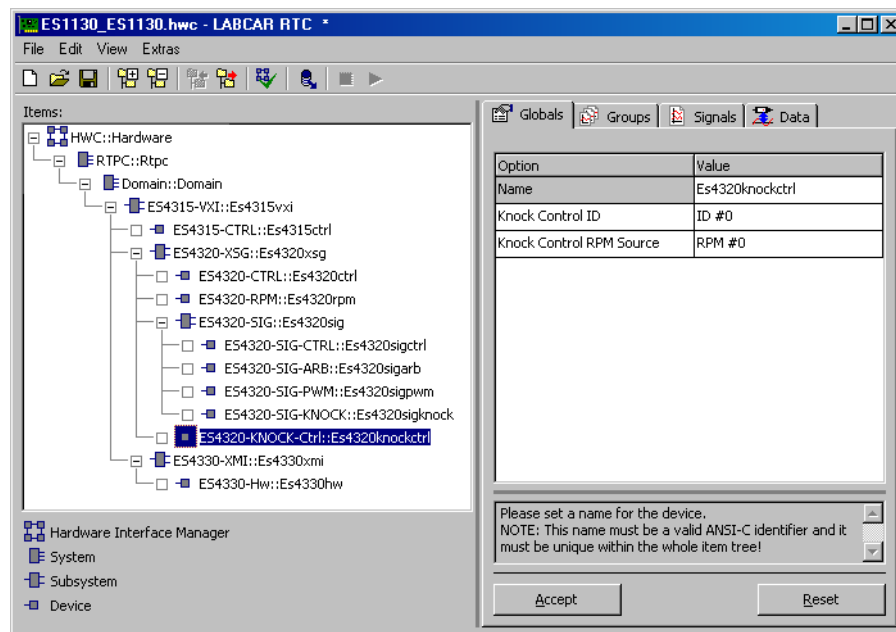 ES1130_ES1130.hwc - LABCAR RTC *
File Edit View Extras
Items:
HWC::Hardware
RTPC::Rtpc
Domain::Domain
ES4315-VXI::Es4315vxi
ES4315-CTRL::Es4315ctrl
ES4320-XSG::Es4320xsg
ES4320-CTRL::Es4320ctrl
ES4320-RPM::Es4320rpm
ES4320-SIG::Es4320sig
ES4320-SIG-CTRL::Es4320sigctrl
ES4320-SIG-ARB::Es4320sigarb
ES4320-SIG-PWM::Es4320sigpwm
ES4320-SIG-KNOCK::Es4320sigknock
ES4320-KNOCK-Ctrl::Es4320knockctrl
ES4330-XMI::Es4330xmi
ES4330-Hw::Es4330hw
Hardware Interface Manager
System
Subsystem
Device
Globals Groups Signals Data
Option Value
Name Es4320knockctrl
Knock Control ID ID #0
Knock Control RPM Source RPM #0
Please set a name for the device.
NOTE: This name must be a valid ANSI-C identifier and it
must be unique within the whole item tree!
Accept Reset